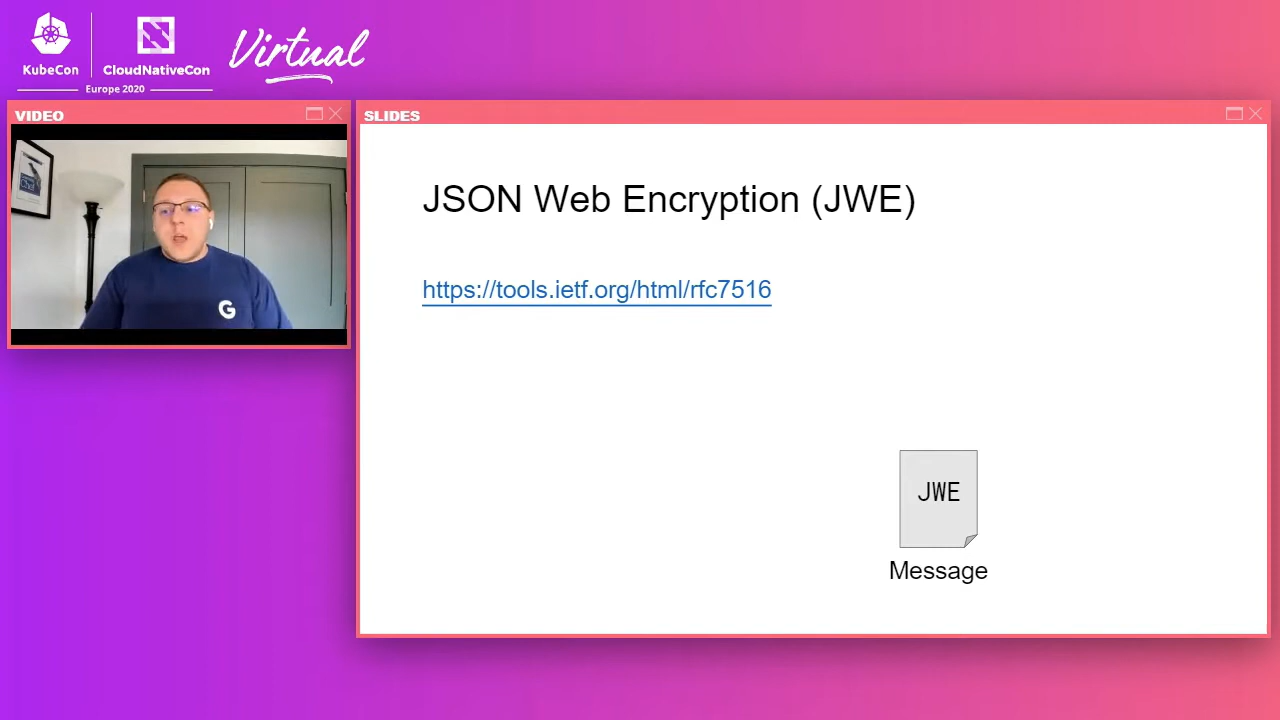 KubeCon
CloudNativeCon
Europe 2020
Virtual
VIDEO
G
SLIDES
JSON Web Encryption (JWE)
https://tools.ietf.org/html/rfc7516
JWE
Message